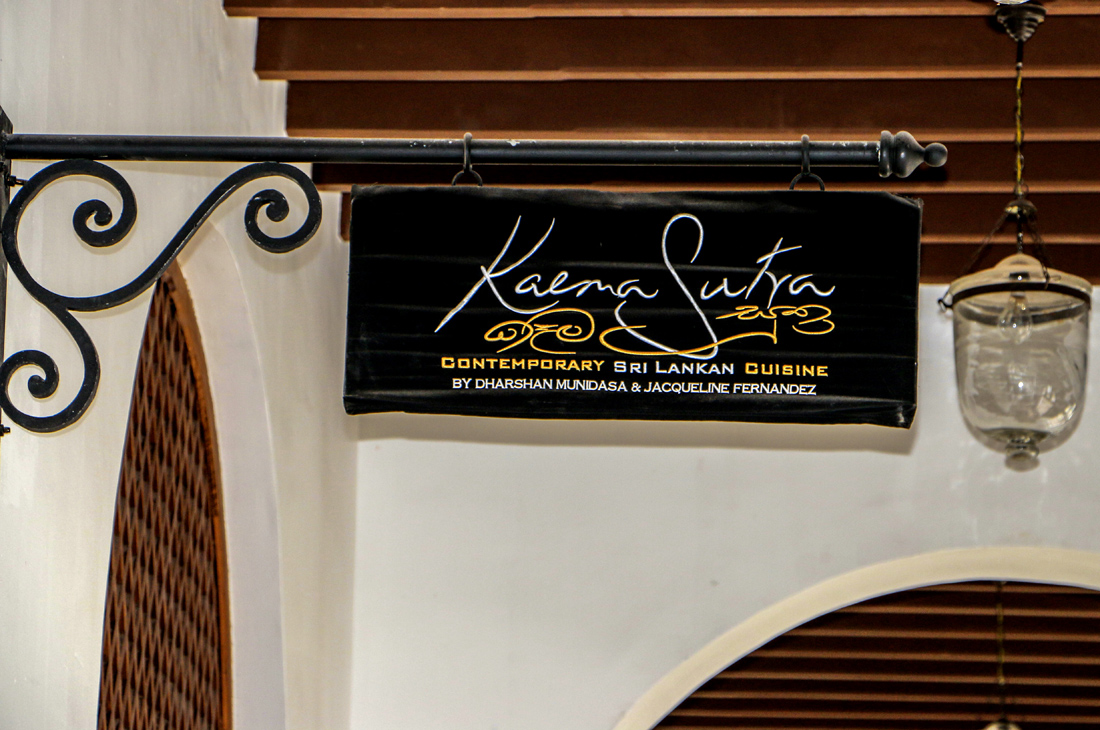 Kaema Sutra
කෑම සූත්‍ර
CONTEMPORARY SRI LANKAN CUISINE
BY DHARSHAN MUNIDASA & JACQUELINE FERNANDEZ